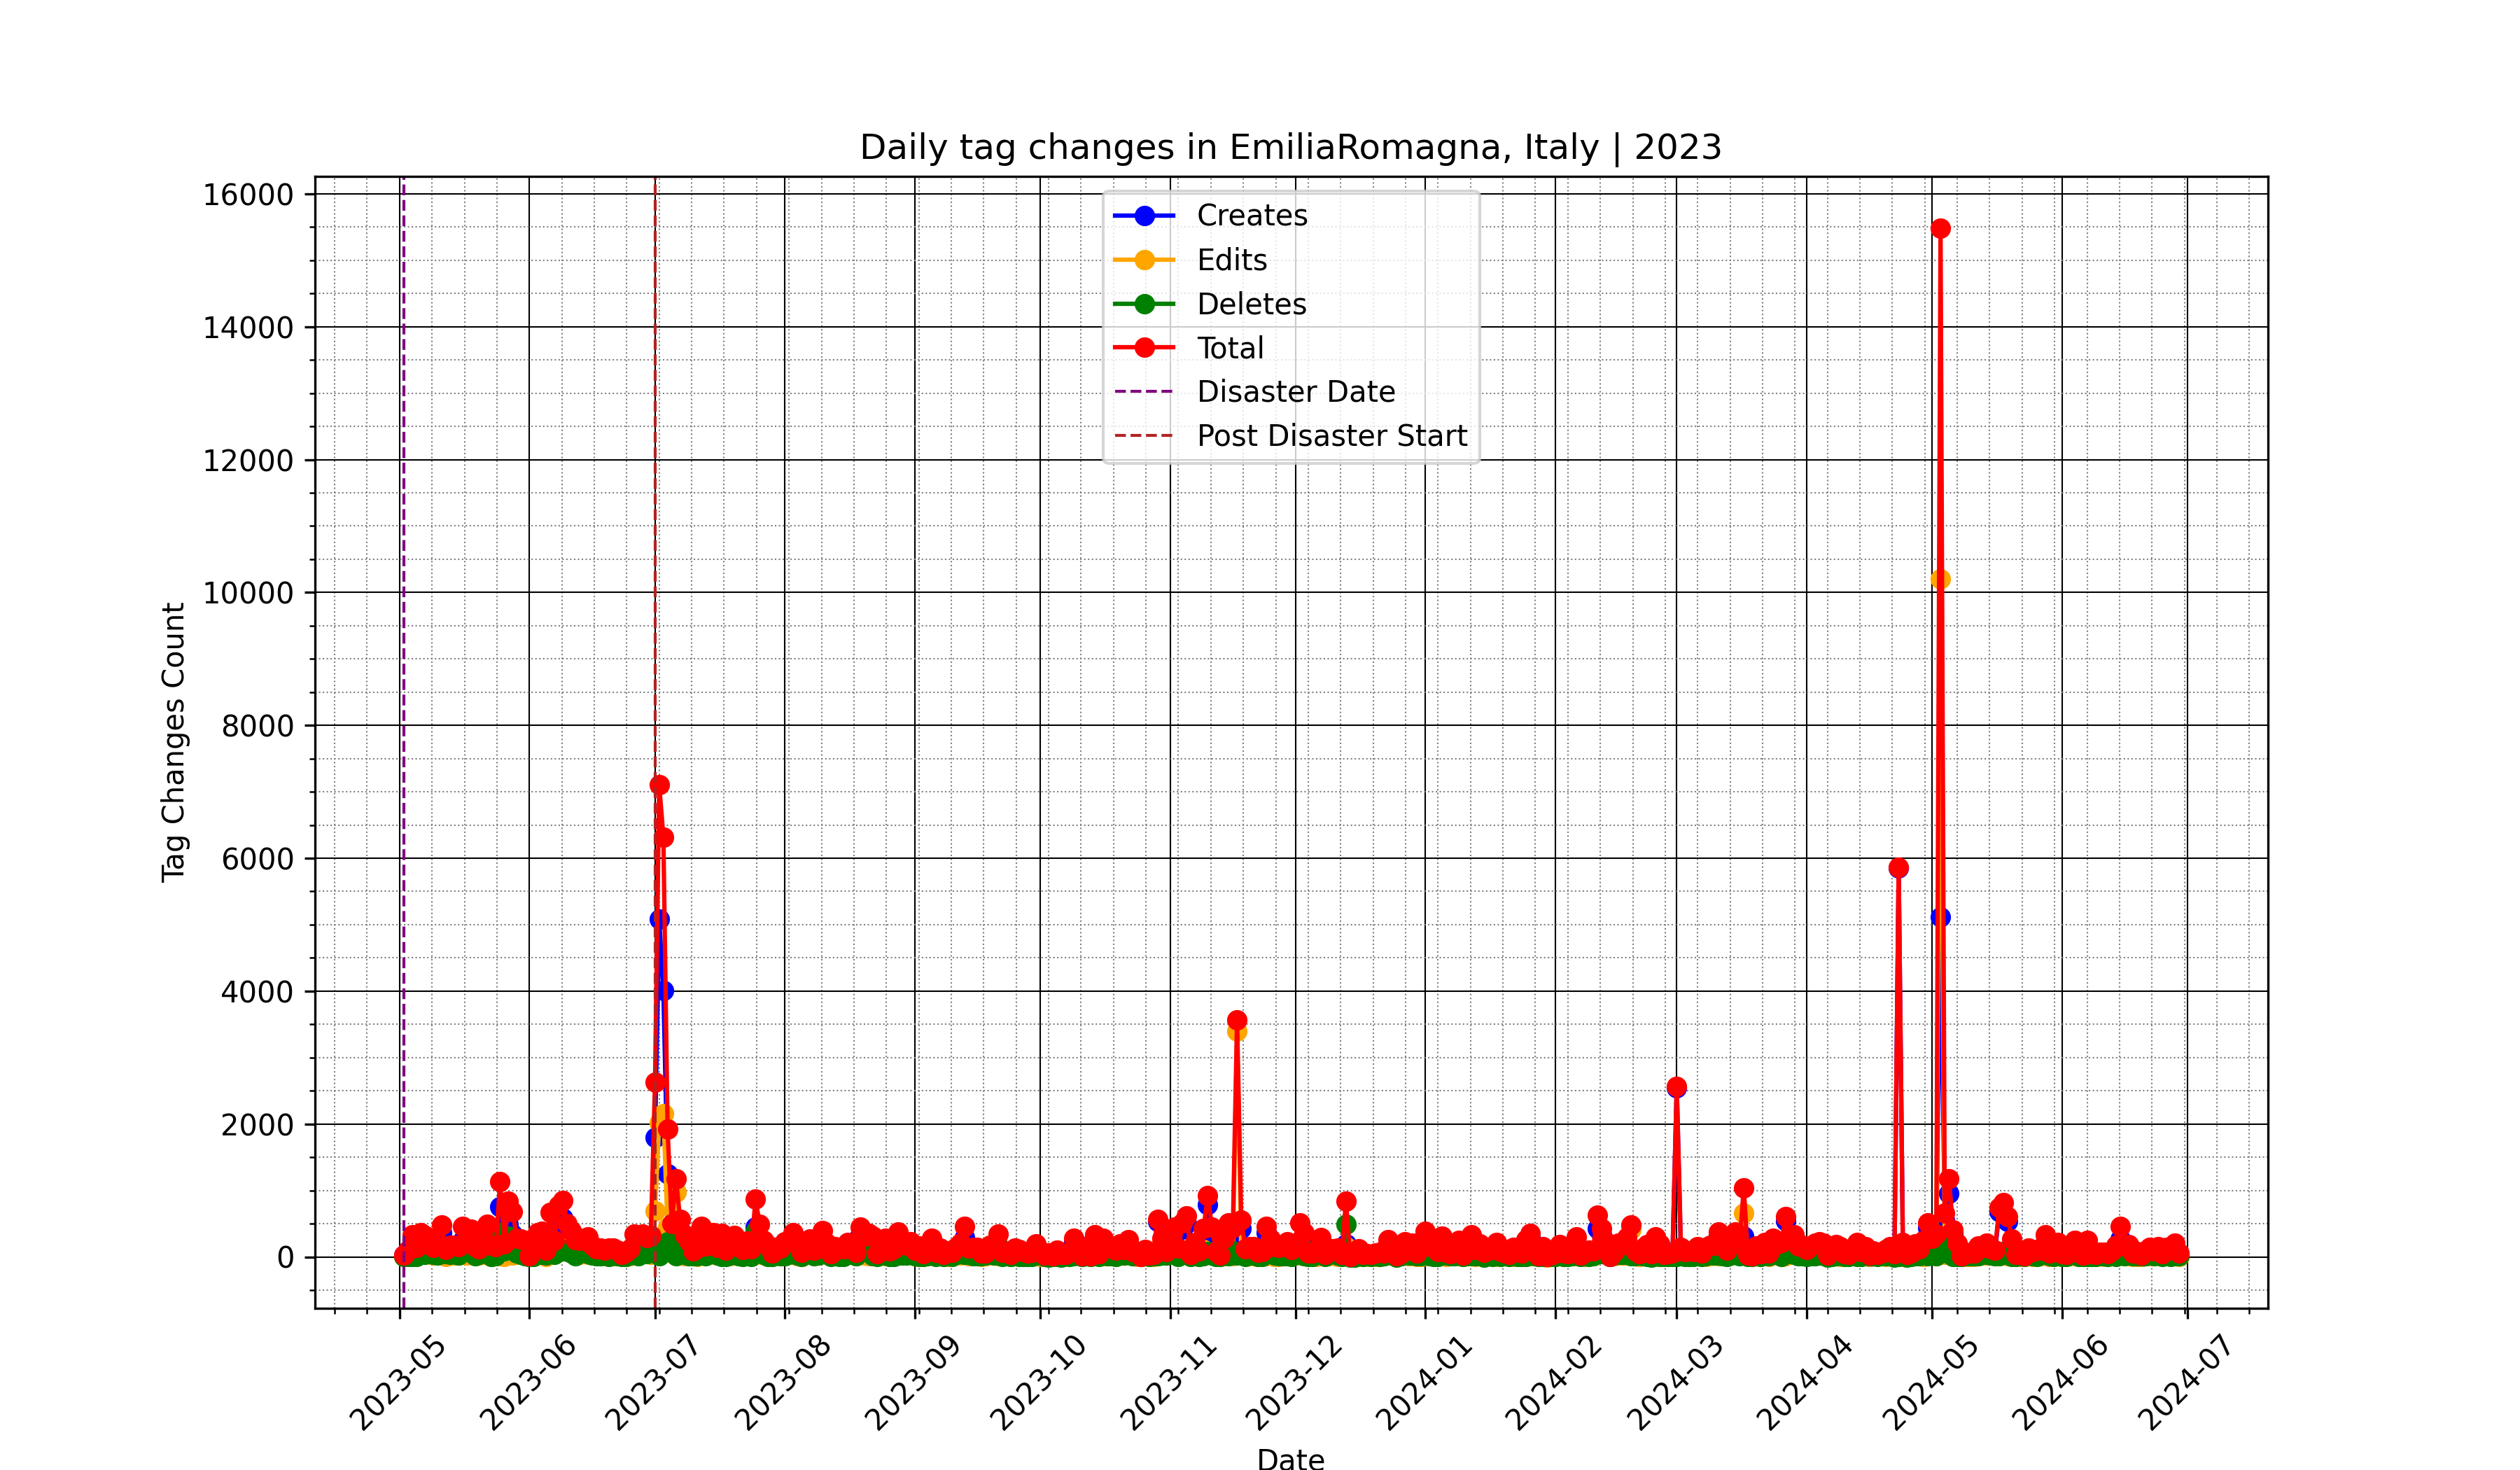 Daily tag changes in EmiliaRomagna, Italy | 2023
Tag Changes Count
16000
14000
12000
10000
8000
6000
4000
2000
0
Creates
Edits
Deletes
Total
Disaster Date
Post Disaster Start
2023-05
2023-06
2023-07
2023-08
2023-09
2023-10
2023-11
2023-12
2024-01
2024-02
2024-03
2024-04
2024-05
2024-06
2024-07
Date